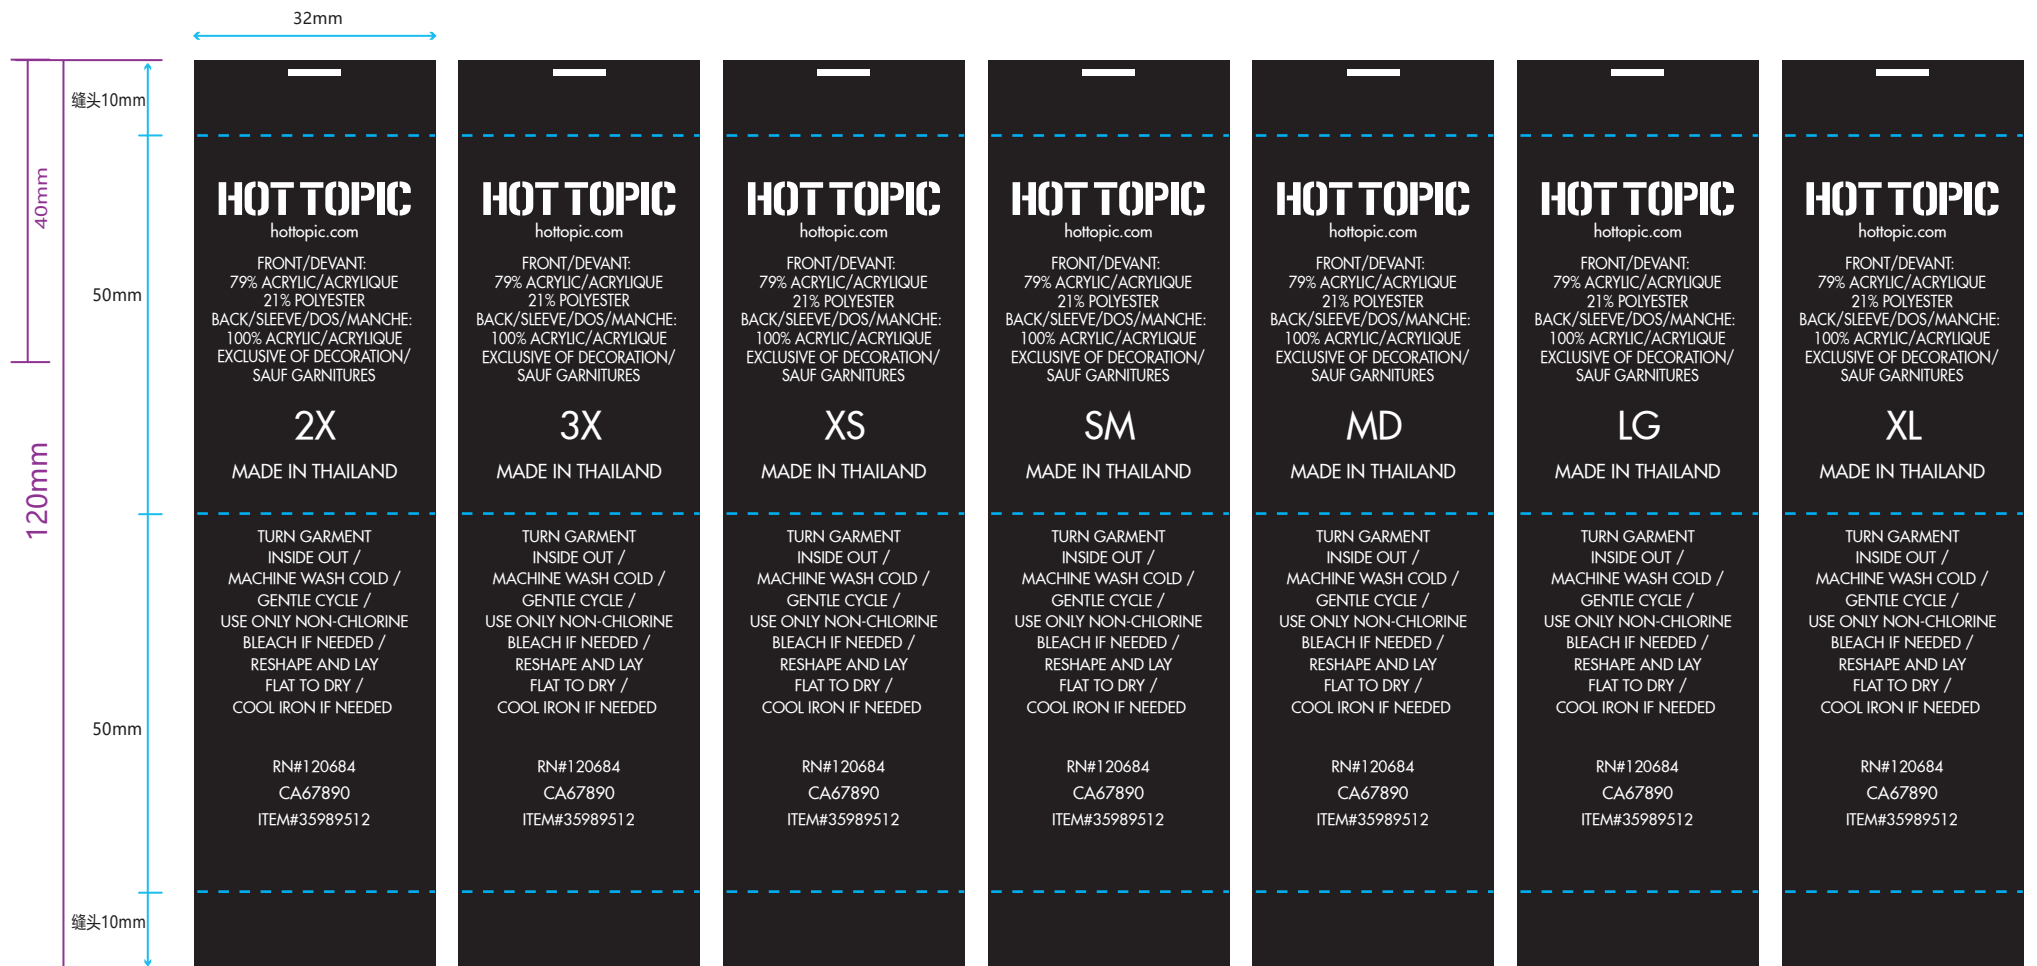 32mm
缝头10mm
40mm
50mm
120mm
50mm
缝头10mm
HOT TOPIC
hottopic.com
FRONT/DEVANT:
79% ACRYLIC/ACRYLIQUE
21% POLYESTER
BACK/SLEEVE/DOS/MANCHE:
100% ACRYLIC/ACRYLIQUE
EXCLUSIVE OF DECORATION/
SAUF GARNITURES
2X
MADE IN THAILAND
TURN GARMENT
INSIDE OUT /
MACHINE WASH COLD /
GENTLE CYCLE /
USE ONLY NON-CHLORINE
BLEACH IF NEEDED /
RESHAPE AND LAY
FLAT TO DRY /
COOL IRON IF NEEDED
RN#120684
CA67890
ITEM#35989512
HOT TOPIC
hottopic.com
FRONT/DEVANT:
79% ACRYLIC/ACRYLIQUE
21% POLYESTER
BACK/SLEEVE/DOS/MANCHE:
100% ACRYLIC/ACRYLIQUE
EXCLUSIVE OF DECORATION/
SAUF GARNITURES
3X
MADE IN THAILAND
TURN GARMENT
INSIDE OUT /
MACHINE WASH COLD /
GENTLE CYCLE /
USE ONLY NON-CHLORINE
BLEACH IF NEEDED /
RESHAPE AND LAY
FLAT TO DRY /
COOL IRON IF NEEDED
RN#120684
CA67890
ITEM#35989512
HOT TOPIC
hottopic.com
FRONT/DEVANT:
79% ACRYLIC/ACRYLIQUE
21% POLYESTER
BACK/SLEEVE/DOS/MANCHE:
100% ACRYLIC/ACRYLIQUE
EXCLUSIVE OF DECORATION/
SAUF GARNITURES
XS
MADE IN THAILAND
TURN GARMENT
INSIDE OUT /
MACHINE WASH COLD /
GENTLE CYCLE /
USE ONLY NON-CHLORINE
BLEACH IF NEEDED /
RESHAPE AND LAY
FLAT TO DRY /
COOL IRON IF NEEDED
RN#120684
CA67890
ITEM#35989512
HOT TOPIC
hottopic.com
FRONT/DEVANT:
79% ACRYLIC/ACRYLIQUE
21% POLYESTER
BACK/SLEEVE/DOS/MANCHE:
100% ACRYLIC/ACRYLIQUE
EXCLUSIVE OF DECORATION/
SAUF GARNITURES
SM
MADE IN THAILAND
TURN GARMENT
INSIDE OUT /
MACHINE WASH COLD /
GENTLE CYCLE /
USE ONLY NON-CHLORINE
BLEACH IF NEEDED /
RESHAPE AND LAY
FLAT TO DRY /
COOL IRON IF NEEDED
RN#120684
CA67890
ITEM#35989512
HOT TOPIC
hottopic.com
FRONT/DEVANT:
79% ACRYLIC/ACRYLIQUE
21% POLYESTER
BACK/SLEEVE/DOS/MANCHE:
100% ACRYLIC/ACRYLIQUE
EXCLUSIVE OF DECORATION/
SAUF GARNITURES
MD
MADE IN THAILAND
TURN GARMENT
INSIDE OUT /
MACHINE WASH COLD /
GENTLE CYCLE /
USE ONLY NON-CHLORINE
BLEACH IF NEEDED /
RESHAPE AND LAY
FLAT TO DRY /
COOL IRON IF NEEDED
RN#120684
CA67890
ITEM#35989512
HOT TOPIC
hottopic.com
FRONT/DEVANT:
79% ACRYLIC/ACRYLIQUE
21% POLYESTER
BACK/SLEEVE/DOS/MANCHE:
100% ACRYLIC/ACRYLIQUE
EXCLUSIVE OF DECORATION/
SAUF GARNITURES
LG
MADE IN THAILAND
TURN GARMENT
INSIDE OUT /
MACHINE WASH COLD /
GENTLE CYCLE /
USE ONLY NON-CHLORINE
BLEACH IF NEEDED /
RESHAPE AND LAY
FLAT TO DRY /
COOL IRON IF NEEDED
RN#120684
CA67890
ITEM#35989512
HOT TOPIC
hottopic.com
FRONT/DEVANT:
79% ACRYLIC/ACRYLIQUE
21% POLYESTER
BACK/SLEEVE/DOS/MANCHE:
100% ACRYLIC/ACRYLIQUE
EXCLUSIVE OF DECORATION/
SAUF GARNITURES
XL
MADE IN THAILAND
TURN GARMENT
INSIDE OUT /
MACHINE WASH COLD /
GENTLE CYCLE /
USE ONLY NON-CHLORINE
BLEACH IF NEEDED /
RESHAPE AND LAY
FLAT TO DRY /
COOL IRON IF NEEDED
RN#120684
CA67890
ITEM#35989512